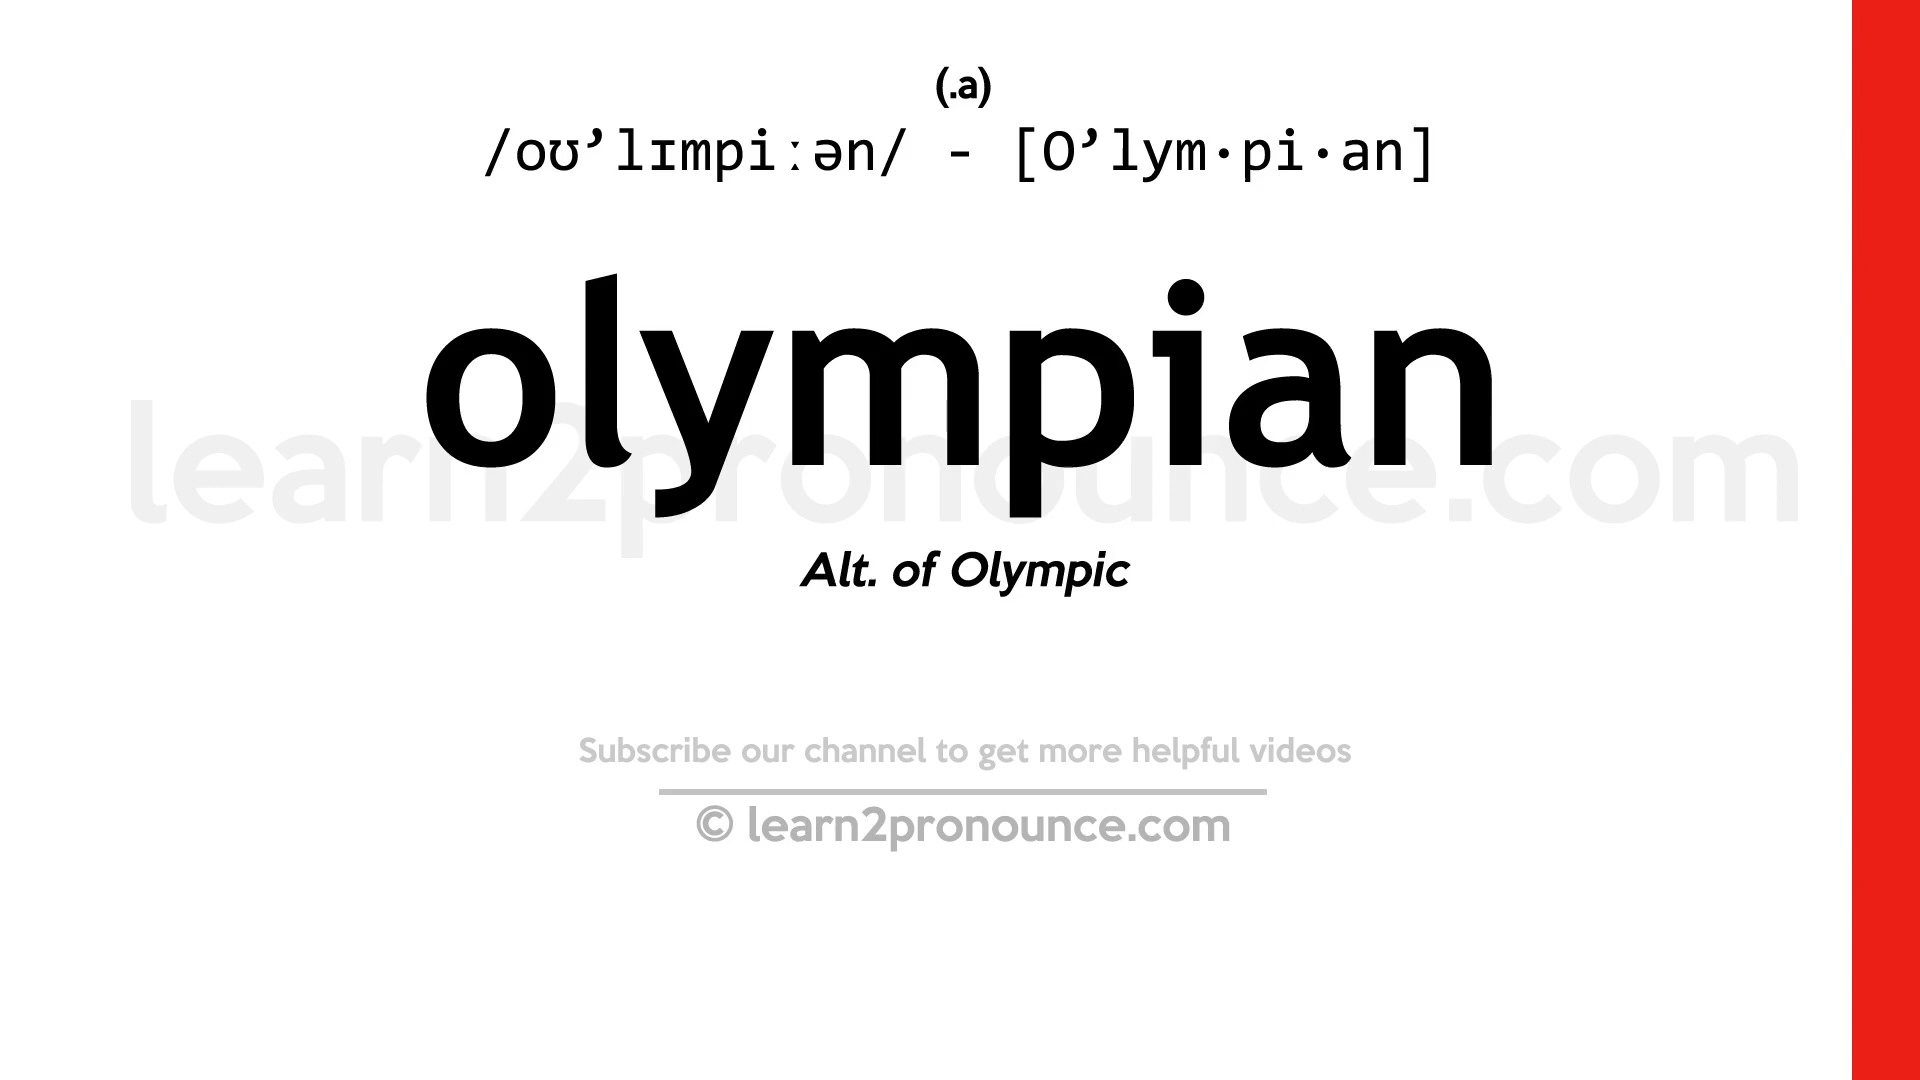 (.a)
/oʊ’lɪmpiːən/ - [O’lym·pi·an]
olympian
learn2pronounce.com
Alt. of Olympic
Subscribe our channel to get more helpful videos
© learn2pronounce.com